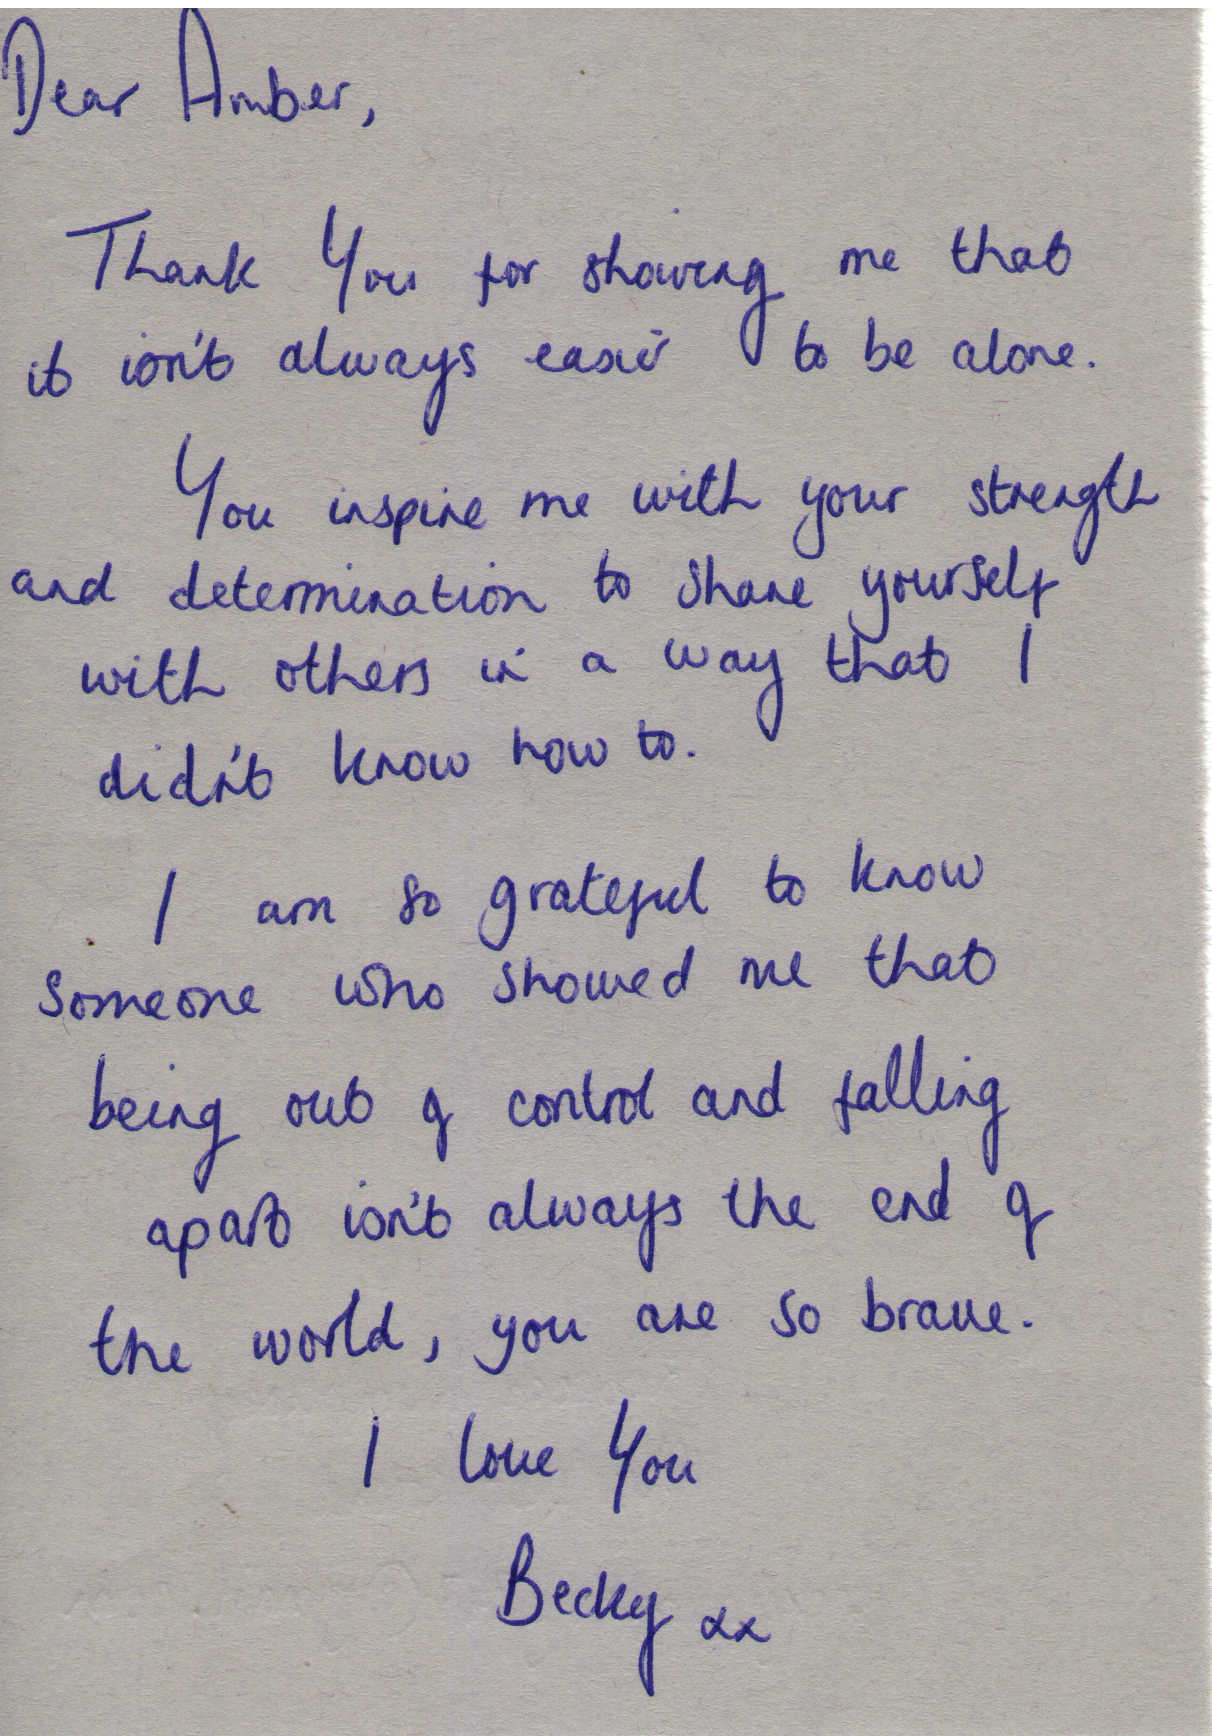 Dear Amber,
Thank You for showing me that
it isn't always easier to be alone.
You inspire me with your strength
and determination to share yourself
with others in a way that I
didn't know how to.
I am so grateful to know
someone who showed me that
being out of control and falling
apart isn't always the end of
the world, you are so brave.
I love You
Becky xx